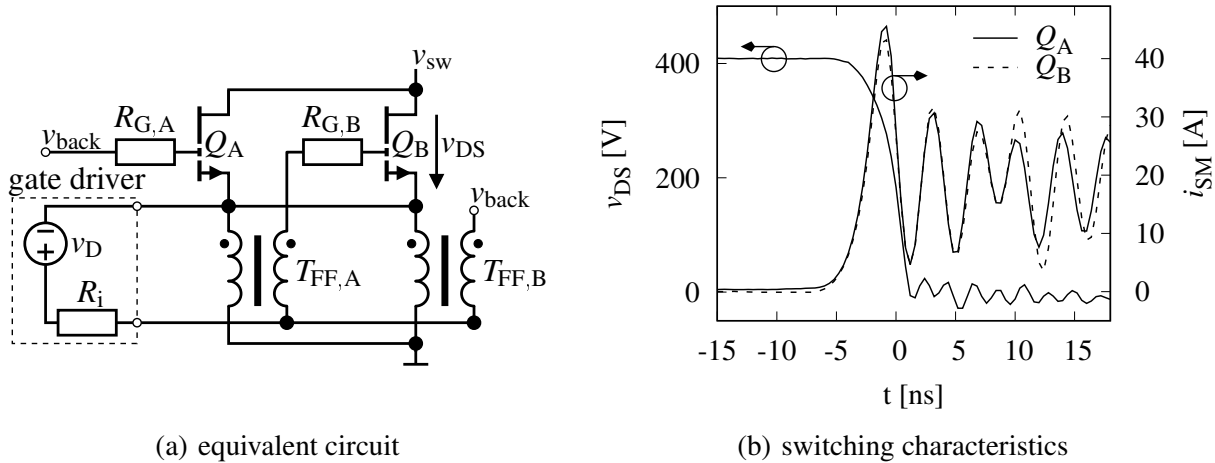 v_sw
R_G,A
R_G,B
v_back
Q_A
Q_B
v_DS
gate driver
v_back
v_D
T_FF,A
T_FF,B
R_i
(a) equivalent circuit
v_DS [V]
400
200
0
-15 -10 -5 0 5 10 15
t [ns]
40
30
20
10
0
i_SM [A]
Q_A
Q_B
(b) switching characteristics